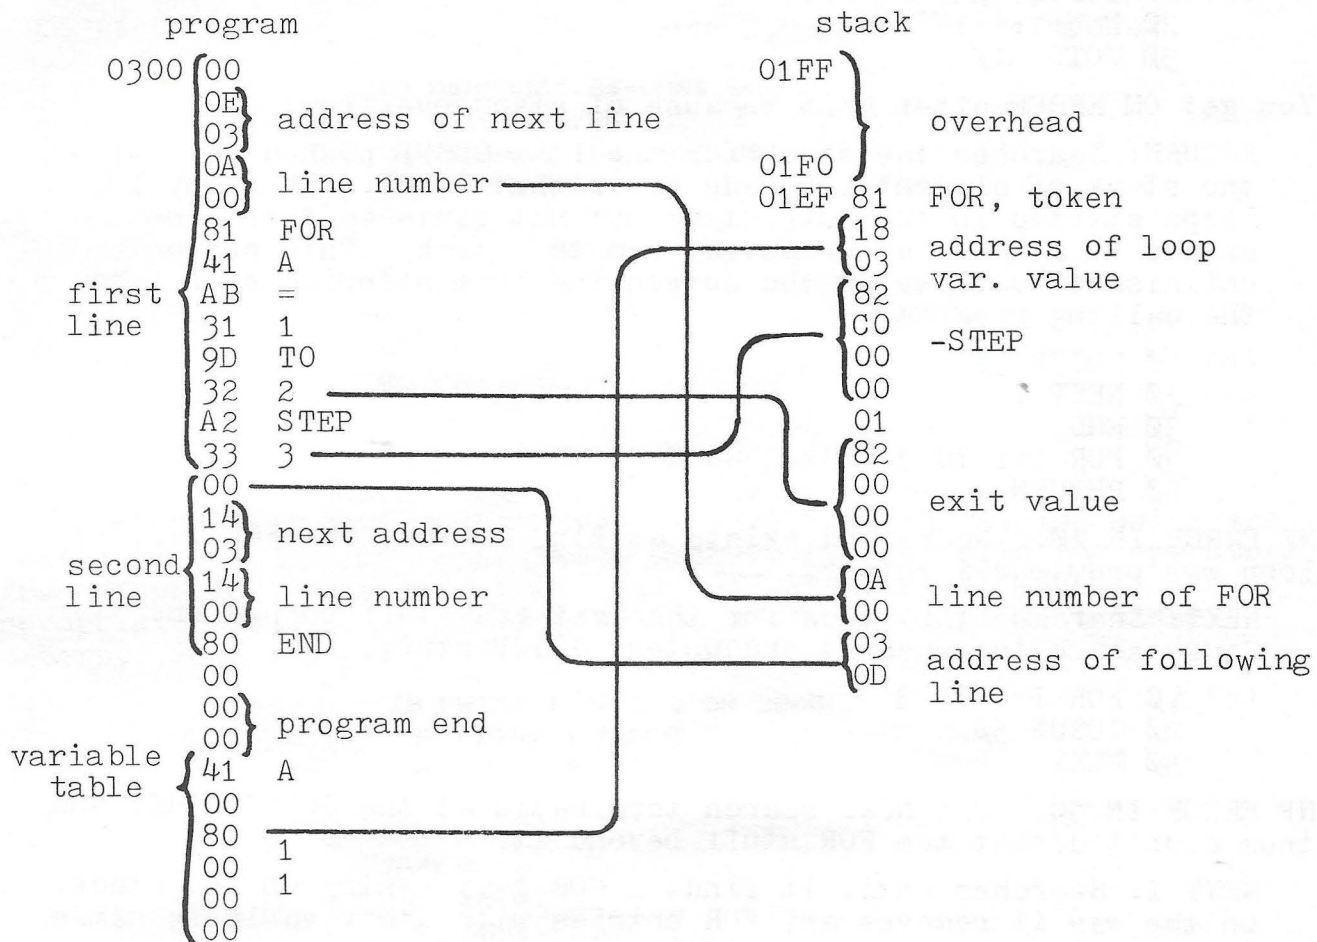 program
0300 00
0E
03
address of next line
0A
00
line number
81 FOR
41 A
AB =
31 1
9D TO
32 2
A2 STEP
33 3
first
line
00
14
03
next address
14
00
line number
80 END
second
line
00
00
00
program end
variable
table
41 A
00
80
00 1
00 1
00
stack
01FF
overhead
01F0
01EF 81 FOR, token
18
03
address of loop
var. value
82
C0
00
00
-STEP
01
82
00
00
00
exit value
0A
00
line number of FOR
03
0D
address of following
line